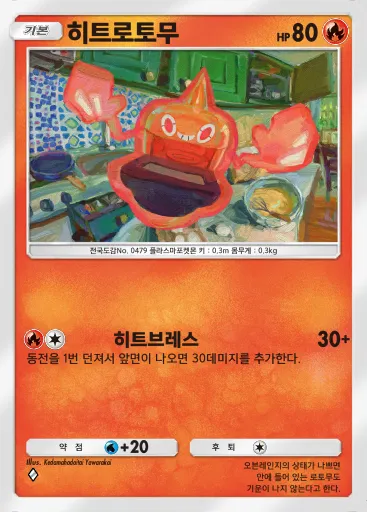 기본 히트로토무 HP 80
전국도감No. 0479 플라스마포켓몬 키 : 0.3m 몸무게 : 0.3kg
히트브레스 30+
동전을 1번 던져서 앞면이 나오면 30데미지를 추가한다.
약점 +20 후퇴
Illus. Kedamahadaitai Yawarakai
오븐레인지의 상태가 나쁘면
안에 들어 있는 로토무도
기운이 나지 않는다고 한다.